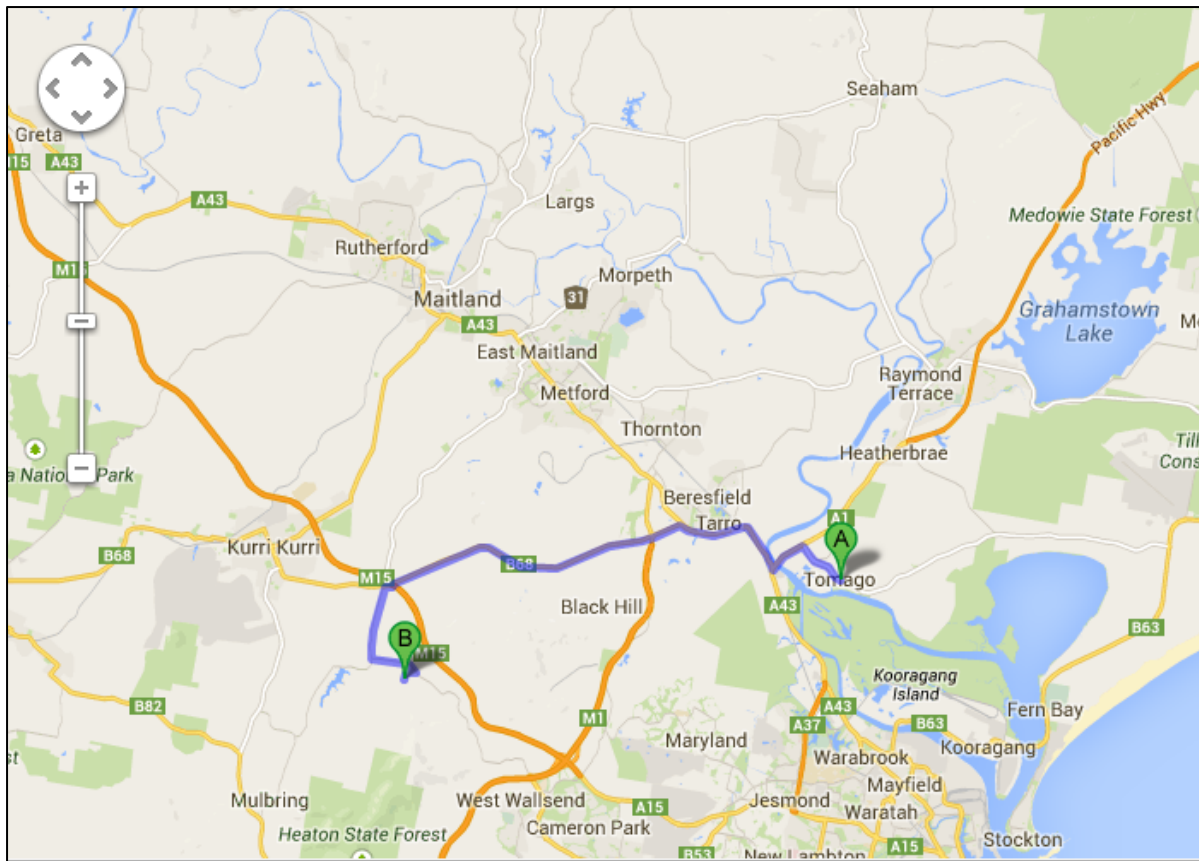 Seaham
Pacific Hwy
Greta
M15
A43
A43
Largs
Medowie State Forest
Rutherford
M15
Morpeth
31
Maitland
Grahamstown
Lake
A43
East Maitland
Raymond
Terrace
Metford
Thornton
Heatherbrae
a National Park
Beresfield
Tarro
A1
Kurri Kurri
B68
A
B68
M15
Tomago
Black Hill
A43
B
B63
M15
Kooragang
Island
B82
A43
Fern Bay
M1
A37
B63
Maryland
Kooragang
Warabrook
Mayfield
Mulbring
West Wallsend
A15
Jesmond
Waratah
Heaton State Forest
Cameron Park
Stockton
A15
B53
New Lambton